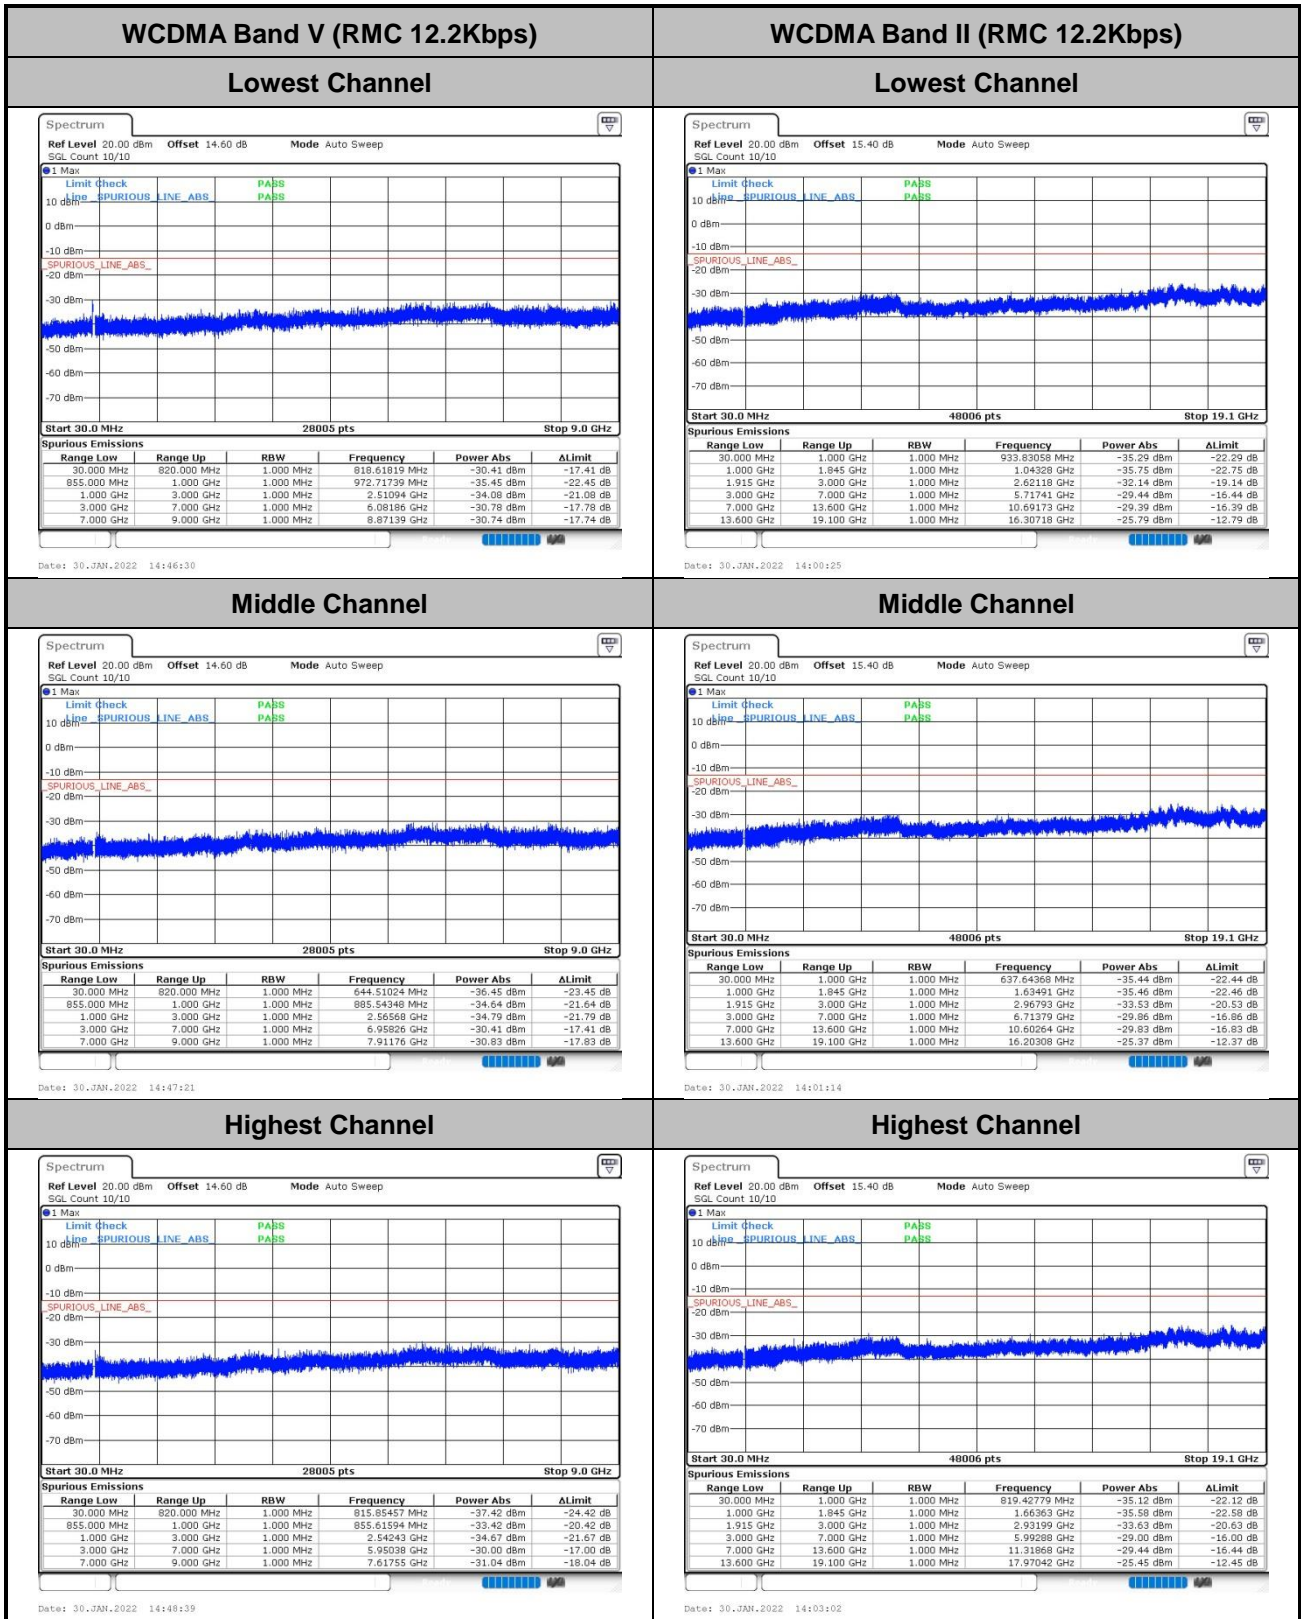 WCDMA Band V (RMC 12.2Kbps) WCDMA Band II (RMC 12.2Kbps)
Lowest Channel Lowest Channel
Spectrum
Ref Level 20.00 dBm Offset 14.60 dB Mode Auto Sweep
SGL Count 10/10
1 Max
Limit Check PASS
10 dBm Line _SPURIOUS_LINE_ABS_ PASS
0 dBm
-10 dBm
_SPURIOUS_LINE_ABS_
-20 dBm
-30 dBm
-50 dBm
-60 dBm
-70 dBm
Start 30.0 MHz 28005 pts Stop 9.0 GHz
Spurious Emissions
Range Low Range Up RBW Frequency Power Abs ΔLimit
30.000 MHz 820.000 MHz 1.000 MHz 818.61819 MHz -30.41 dBm -17.41 dB
855.000 MHz 1.000 GHz 1.000 MHz 972.71739 MHz -35.45 dBm -22.45 dB
1.000 GHz 3.000 GHz 1.000 MHz 2.51094 GHz -34.08 dBm -21.08 dB
3.000 GHz 7.000 GHz 1.000 MHz 6.08186 GHz -30.78 dBm -17.78 dB
7.000 GHz 9.000 GHz 1.000 MHz 8.87139 GHz -30.74 dBm -17.74 dB
Date: 30.JAN.2022 14:46:30
Spectrum
Ref Level 20.00 dBm Offset 15.40 dB Mode Auto Sweep
SGL Count 10/10
1 Max
Limit Check PASS
10 dBm Line _SPURIOUS_LINE_ABS_ PASS
0 dBm
-10 dBm
_SPURIOUS_LINE_ABS_
-20 dBm
-30 dBm
-50 dBm
-60 dBm
-70 dBm
Start 30.0 MHz 48006 pts Stop 19.1 GHz
Spurious Emissions
Range Low Range Up RBW Frequency Power Abs ΔLimit
30.000 MHz 1.000 GHz 1.000 MHz 933.83058 MHz -35.29 dBm -22.29 dB
1.000 GHz 1.845 GHz 1.000 MHz 1.04328 GHz -35.75 dBm -22.75 dB
1.915 GHz 3.000 GHz 1.000 MHz 2.62118 GHz -32.14 dBm -19.14 dB
3.000 GHz 7.000 GHz 1.000 MHz 5.71741 GHz -29.44 dBm -16.44 dB
7.000 GHz 13.600 GHz 1.000 MHz 10.69173 GHz -29.39 dBm -16.39 dB
13.600 GHz 19.100 GHz 1.000 MHz 16.30718 GHz -25.79 dBm -12.79 dB
Date: 30.JAN.2022 14:00:25
Middle Channel Middle Channel
Spectrum
Ref Level 20.00 dBm Offset 14.60 dB Mode Auto Sweep
SGL Count 10/10
1 Max
Limit Check PASS
10 dBm Line _SPURIOUS_LINE_ABS_ PASS
0 dBm
-10 dBm
_SPURIOUS_LINE_ABS_
-20 dBm
-30 dBm
-50 dBm
-60 dBm
-70 dBm
Start 30.0 MHz 28005 pts Stop 9.0 GHz
Spurious Emissions
Range Low Range Up RBW Frequency Power Abs ΔLimit
30.000 MHz 820.000 MHz 1.000 MHz 644.51024 MHz -36.45 dBm -23.45 dB
855.000 MHz 1.000 GHz 1.000 MHz 885.54348 MHz -34.64 dBm -21.64 dB
1.000 GHz 3.000 GHz 1.000 MHz 2.56568 GHz -34.79 dBm -21.79 dB
3.000 GHz 7.000 GHz 1.000 MHz 6.95826 GHz -30.41 dBm -17.41 dB
7.000 GHz 9.000 GHz 1.000 MHz 7.91176 GHz -30.83 dBm -17.83 dB
Date: 30.JAN.2022 14:47:21
Spectrum
Ref Level 20.00 dBm Offset 15.40 dB Mode Auto Sweep
SGL Count 10/10
1 Max
Limit Check PASS
10 dBm Line _SPURIOUS_LINE_ABS_ PASS
0 dBm
-10 dBm
_SPURIOUS_LINE_ABS_
-20 dBm
-30 dBm
-50 dBm
-60 dBm
-70 dBm
Start 30.0 MHz 48006 pts Stop 19.1 GHz
Spurious Emissions
Range Low Range Up RBW Frequency Power Abs ΔLimit
30.000 MHz 1.000 GHz 1.000 MHz 637.64368 MHz -35.44 dBm -22.44 dB
1.000 GHz 1.845 GHz 1.000 MHz 1.63491 GHz -35.46 dBm -22.46 dB
1.915 GHz 3.000 GHz 1.000 MHz 2.96793 GHz -33.53 dBm -20.53 dB
3.000 GHz 7.000 GHz 1.000 MHz 6.71379 GHz -29.86 dBm -16.86 dB
7.000 GHz 13.600 GHz 1.000 MHz 10.60264 GHz -29.83 dBm -16.83 dB
13.600 GHz 19.100 GHz 1.000 MHz 16.20308 GHz -25.37 dBm -12.37 dB
Date: 30.JAN.2022 14:01:14
Highest Channel Highest Channel
Spectrum
Ref Level 20.00 dBm Offset 14.60 dB Mode Auto Sweep
SGL Count 10/10
1 Max
Limit Check PASS
10 dBm Line _SPURIOUS_LINE_ABS_ PASS
0 dBm
-10 dBm
_SPURIOUS_LINE_ABS_
-20 dBm
-30 dBm
-50 dBm
-60 dBm
-70 dBm
Start 30.0 MHz 28005 pts Stop 9.0 GHz
Spurious Emissions
Range Low Range Up RBW Frequency Power Abs ΔLimit
30.000 MHz 820.000 MHz 1.000 MHz 815.85457 MHz -37.42 dBm -24.42 dB
855.000 MHz 1.000 GHz 1.000 MHz 855.61594 MHz -33.42 dBm -20.42 dB
1.000 GHz 3.000 GHz 1.000 MHz 2.54243 GHz -34.67 dBm -21.67 dB
3.000 GHz 7.000 GHz 1.000 MHz 5.95038 GHz -30.00 dBm -17.00 dB
7.000 GHz 9.000 GHz 1.000 MHz 7.61755 GHz -31.04 dBm -18.04 dB
Date: 30.JAN.2022 14:48:39
Spectrum
Ref Level 20.00 dBm Offset 15.40 dB Mode Auto Sweep
SGL Count 10/10
1 Max
Limit Check PASS
10 dBm Line _SPURIOUS_LINE_ABS_ PASS
0 dBm
-10 dBm
_SPURIOUS_LINE_ABS_
-20 dBm
-30 dBm
-50 dBm
-60 dBm
-70 dBm
Start 30.0 MHz 48006 pts Stop 19.1 GHz
Spurious Emissions
Range Low Range Up RBW Frequency Power Abs ΔLimit
30.000 MHz 1.000 GHz 1.000 MHz 819.42779 MHz -35.12 dBm -22.12 dB
1.000 GHz 1.845 GHz 1.000 MHz 1.66363 GHz -35.58 dBm -22.58 dB
1.915 GHz 3.000 GHz 1.000 MHz 2.93199 GHz -33.63 dBm -20.63 dB
3.000 GHz 7.000 GHz 1.000 MHz 5.99288 GHz -29.00 dBm -16.00 dB
7.000 GHz 13.600 GHz 1.000 MHz 11.31868 GHz -29.44 dBm -16.44 dB
13.600 GHz 19.100 GHz 1.000 MHz 17.97042 GHz -25.45 dBm -12.45 dB
Date: 30.JAN.2022 14:03:02